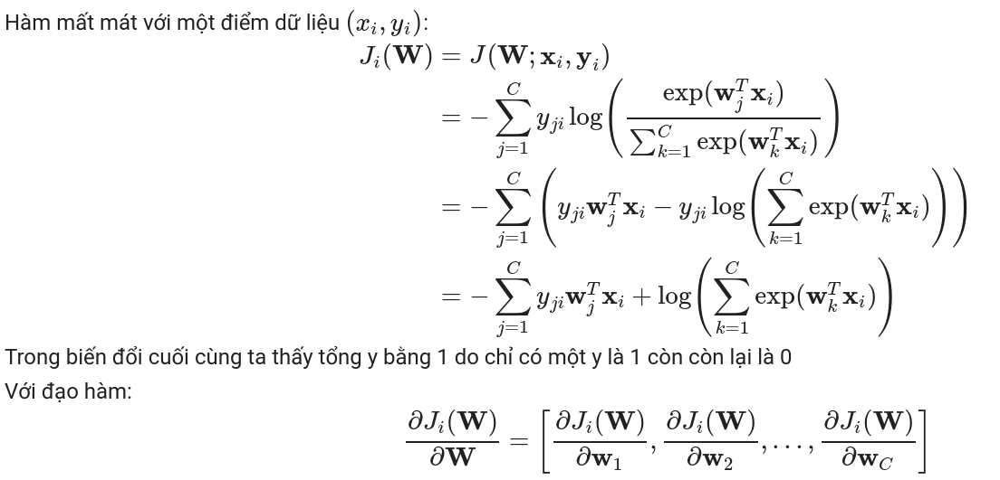 Hàm mất mát với một điểm dữ liệu $(x_i, y_i)$:
$J_i(\mathbf{W}) = J(\mathbf{W}; \mathbf{x}_i, \mathbf{y}_i)$
$= -\sum_{j=1}^{C} y_{ji} \log\left(\frac{\exp(\mathbf{w}_j^T \mathbf{x}_i)}{\sum_{k=1}^{C} \exp(\mathbf{w}_k^T \mathbf{x}_i)}\right)$
$= -\sum_{j=1}^{C} \left(y_{ji} \mathbf{w}_j^T \mathbf{x}_i - y_{ji} \log\left(\sum_{k=1}^{C} \exp(\mathbf{w}_k^T \mathbf{x}_i)\right)\right)$
$= -\sum_{j=1}^{C} y_{ji} \mathbf{w}_j^T \mathbf{x}_i + \log\left(\sum_{k=1}^{C} \exp(\mathbf{w}_k^T \mathbf{x}_i)\right)$
Trong biến đổi cuối cùng ta thấy tổng y bằng 1 do chỉ có một y là 1 còn còn lại là 0
Với đạo hàm:
$\frac{\partial J_i(\mathbf{W})}{\partial \mathbf{W}} = \left[\frac{\partial J_i(\mathbf{W})}{\partial \mathbf{w}_1}, \frac{\partial J_i(\mathbf{W})}{\partial \mathbf{w}_2}, \ldots, \frac{\partial J_i(\mathbf{W})}{\partial \mathbf{w}_C}\right]$